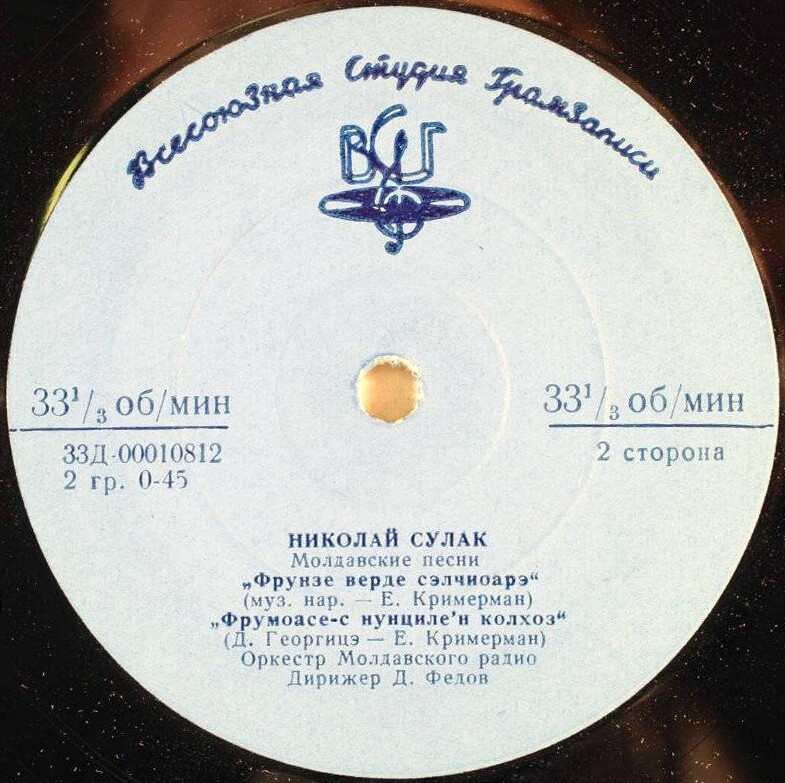 Всесоюзная Студия Грамзаписи
ВСГ
33¹/₃ об/мин
33¹/₃ об/мин
33Д-00010812
2 гр. 0-45
2 сторона
НИКОЛАЙ СУЛАК
Молдавские песни
„Фрунзе верде сэлчиоарэ“
(муз. нар. — Е. Кримерман)
„Фрумоасе-с нунциле'н колхоз“
(Д. Георгицэ — Е. Кримерман)
Оркестр Молдавского радио
Дирижер Д. Федов